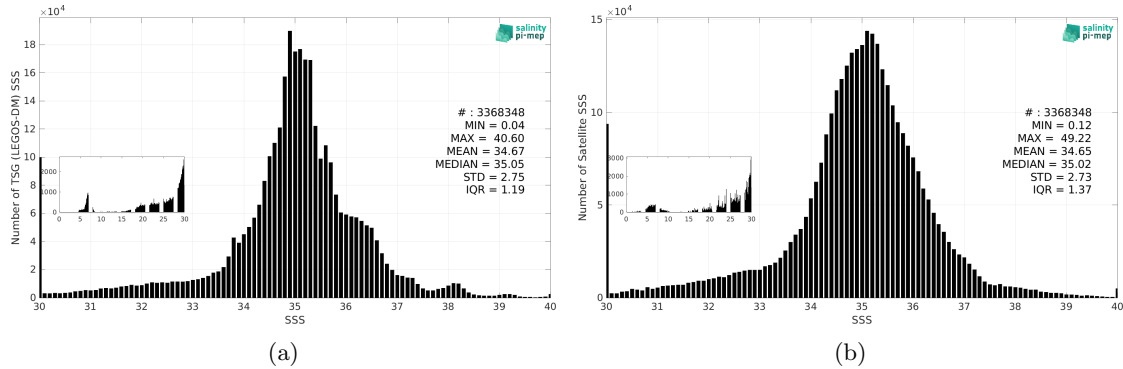 ×10⁴
20
18
16
14
12
10
8
6
4
2
0
Number of TSG (LEGOS-DM) SSS
salinity
pi-mep
# : 3368348
MIN = 0.04
MAX = 40.60
MEAN = 34.67
MEDIAN = 35.05
STD = 2.75
IQR = 1.19
2000
1000
0
0 5 10 15 20 25 30
30 31 32 33 34 35 36 37 38 39 40
SSS
(a)
×10⁴
15
10
5
0
Number of Satellite SSS
salinity
pi-mep
# : 3368348
MIN = 0.12
MAX = 49.22
MEAN = 34.65
MEDIAN = 35.02
STD = 2.73
IQR = 1.37
3000
2000
1000
0
0 5 10 15 20 25 30
30 31 32 33 34 35 36 37 38 39 40
SSS
(b)